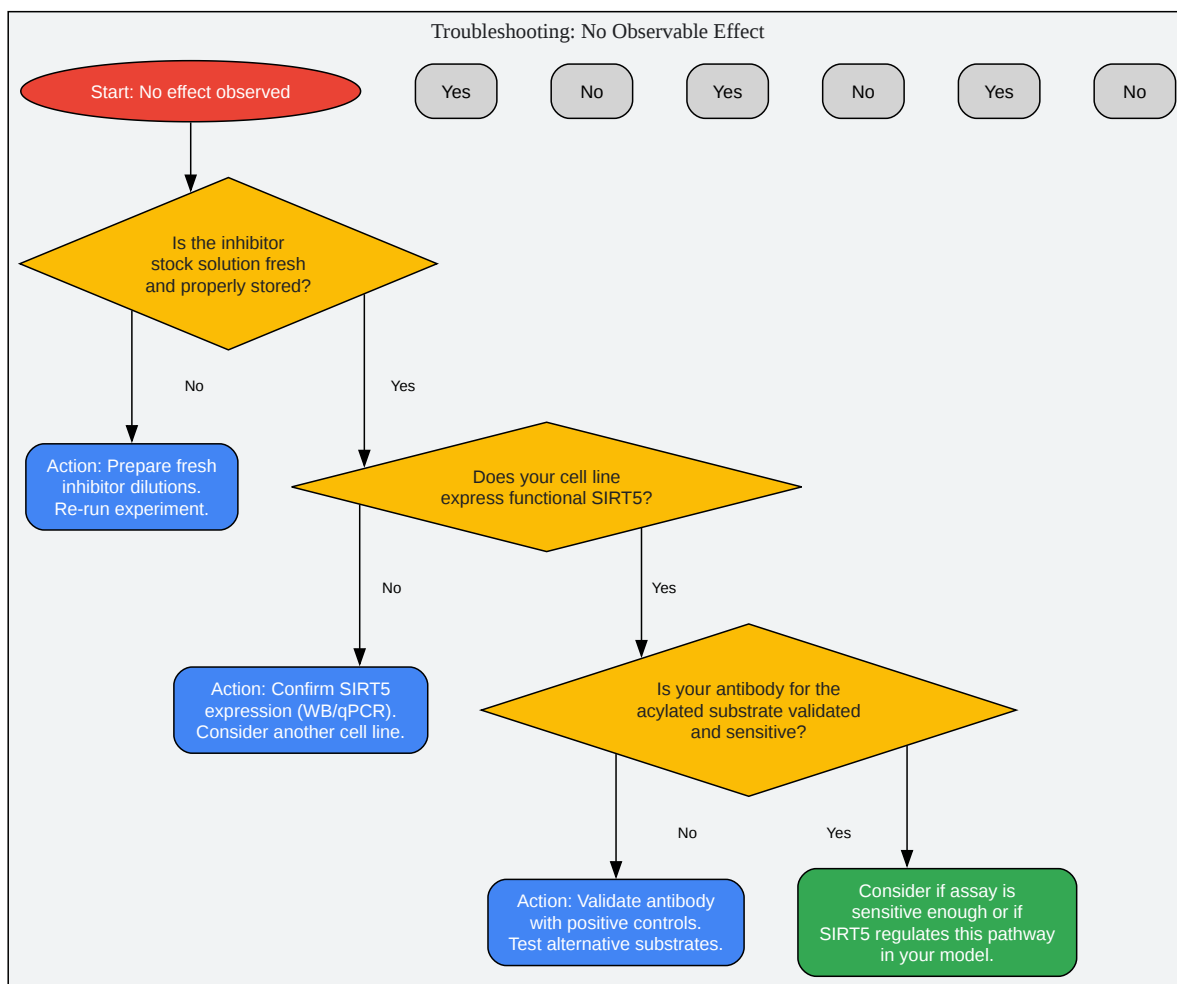 Troubleshooting: No Observable Effect
Start: No effect observed
Yes
No
Yes
No
Yes
No
Is the inhibitor
stock solution fresh
and properly stored?
No
Yes
Action: Prepare fresh
inhibitor dilutions.
Re-run experiment.
Does your cell line
express functional SIRT5?
No
Yes
Action: Confirm SIRT5
expression (WB/qPCR).
Consider another cell line.
Is your antibody for the
acylated substrate validated
and sensitive?
No
Yes
Action: Validate antibody
with positive controls.
Test alternative substrates.
Consider if assay is
sensitive enough or if
SIRT5 regulates this pathway
in your model.